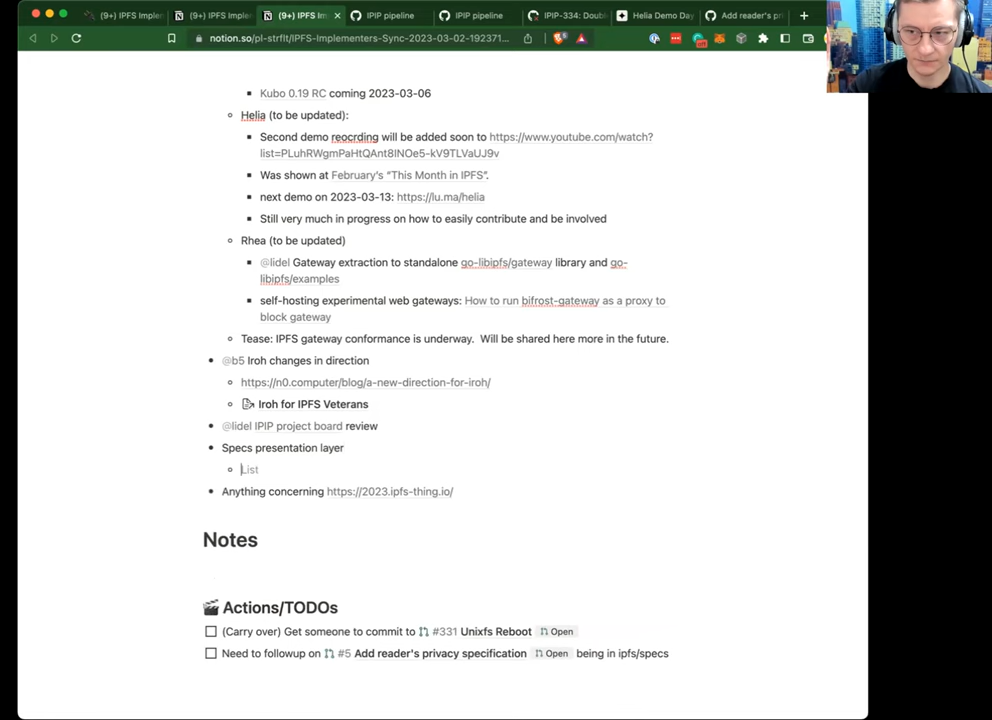 (9+) IPFS Implem
(9+) IPFS Implem
(9+) IPFS Im
IPIP pipeline
IPIP pipeline
IPIP-334: Doub
Helia Demo Day
Add reader's pri
notion.so/pl-strflt/IPFS-Implementers-Sync-2023-03-02-192371...
Kubo 0.19 RC coming 2023-03-06
Helia (to be updated):
Second demo reocrding will be added soon to https://www.youtube.com/watch?
list=PLuhRWgmPaHtQAnt8INOe5-kV9TLVaUJ9v
Was shown at February's "This Month in IPFS".
next demo on 2023-03-13: https://lu.ma/helia
Still very much in progress on how to easily contribute and be involved
Rhea (to be updated)
@lidel Gateway extraction to standalone go-libipfs/gateway library and go-
libipfs/examples
self-hosting experimental web gateways: How to run bifrost-gateway as a proxy to
block gateway
Tease: IPFS gateway conformance is underway. Will be shared here more in the future.
@b5 Iroh changes in direction
https://n0.computer/blog/a-new-direction-for-iroh/
Iroh for IPFS Veterans
@lidel IPIP project board review
Specs presentation layer
List
Anything concerning https://2023.ipfs-thing.io/
Notes
Actions/TODOs
(Carry over) Get someone to commit to #331 Unixfs Reboot Open
Need to followup on #5 Add reader's privacy specification Open being in ipfs/specs